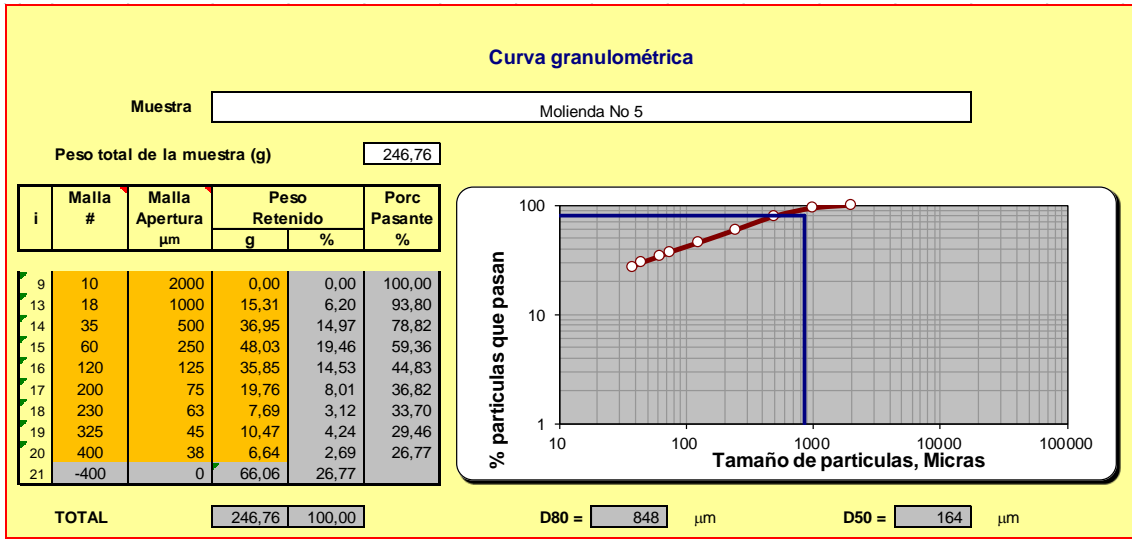 Curva granulométrica
Muestra Molienda No 5
Peso total de la muestra (g) 246,76
i Malla # Malla Apertura µm Peso Retenido g % Porc Pasante %
9 10 2000 0,00 0,00 100,00
13 18 1000 15,31 6,20 93,80
14 35 500 36,95 14,97 78,82
15 60 250 48,03 19,46 59,36
16 120 125 35,85 14,53 44,83
17 200 75 19,76 8,01 36,82
18 230 63 7,69 3,12 33,70
19 325 45 10,47 4,24 29,46
20 400 38 6,64 2,69 26,77
21 -400 0 66,06 26,77
TOTAL 246,76 100,00
% particulas que pasan
100
10
1
10 100 1000 10000 100000
Tamaño de particulas, Micras
D80 = 848 µm D50 = 164 µm